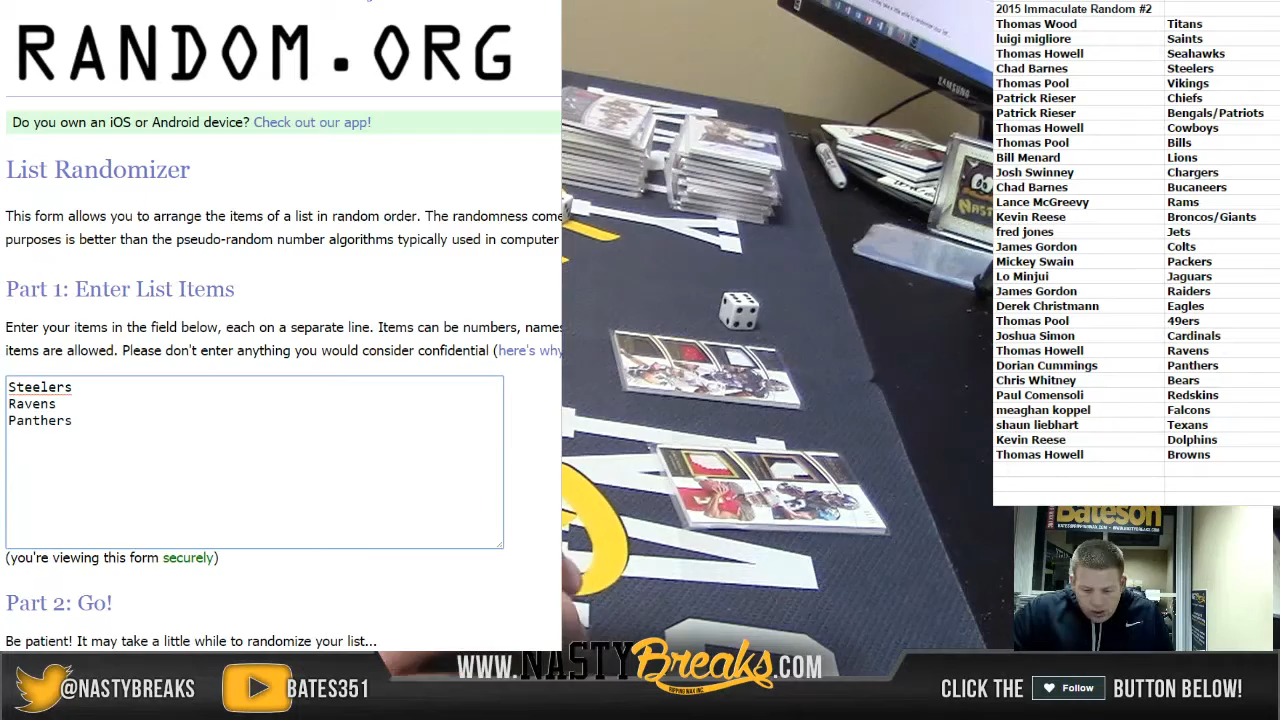 RANDOM.ORG
Do you own an iOS or Android device? Check out our app!
List Randomizer
This form allows you to arrange the items of a list in random order. The randomness come
purposes is better than the pseudo-random number algorithms typically used in computer
Part 1: Enter List Items
Enter your items in the field below, each on a separate line. Items can be numbers, names
items are allowed. Please don't enter anything you would consider confidential (here's why
Steelers
Ravens
Panthers
(you're viewing this form securely)
Part 2: Go!
Be patient! It may take a little while to randomize your list...
SAMSUNG
2015 Immaculate Random #2
Thomas Wood Titans
luigi migliore Saints
Thomas Howell Seahawks
Chad Barnes Steelers
Thomas Pool Vikings
Patrick Rieser Chiefs
Patrick Rieser Bengals/Patriots
Thomas Howell Cowboys
Thomas Pool Bills
Bill Menard Lions
Josh Swinney Chargers
Chad Barnes Bucaneers
Lance McGreevy Rams
Kevin Reese Broncos/Giants
fred jones Jets
James Gordon Colts
Mickey Swain Packers
Lo Minjui Jaguars
James Gordon Raiders
Derek Christmann Eagles
Thomas Pool 49ers
Joshua Simon Cardinals
Thomas Howell Ravens
Dorian Cummings Panthers
Chris Whitney Bears
Paul Comensoli Redskins
meaghan koppel Falcons
shaun liebhart Texans
Kevin Reese Dolphins
Thomas Howell Browns
Bateson
@NASTYBREAKS
BATES351
WWW.NASTYBreaks.COM
RIPPING WAX INC
CLICK THE Follow BUTTON BELOW!